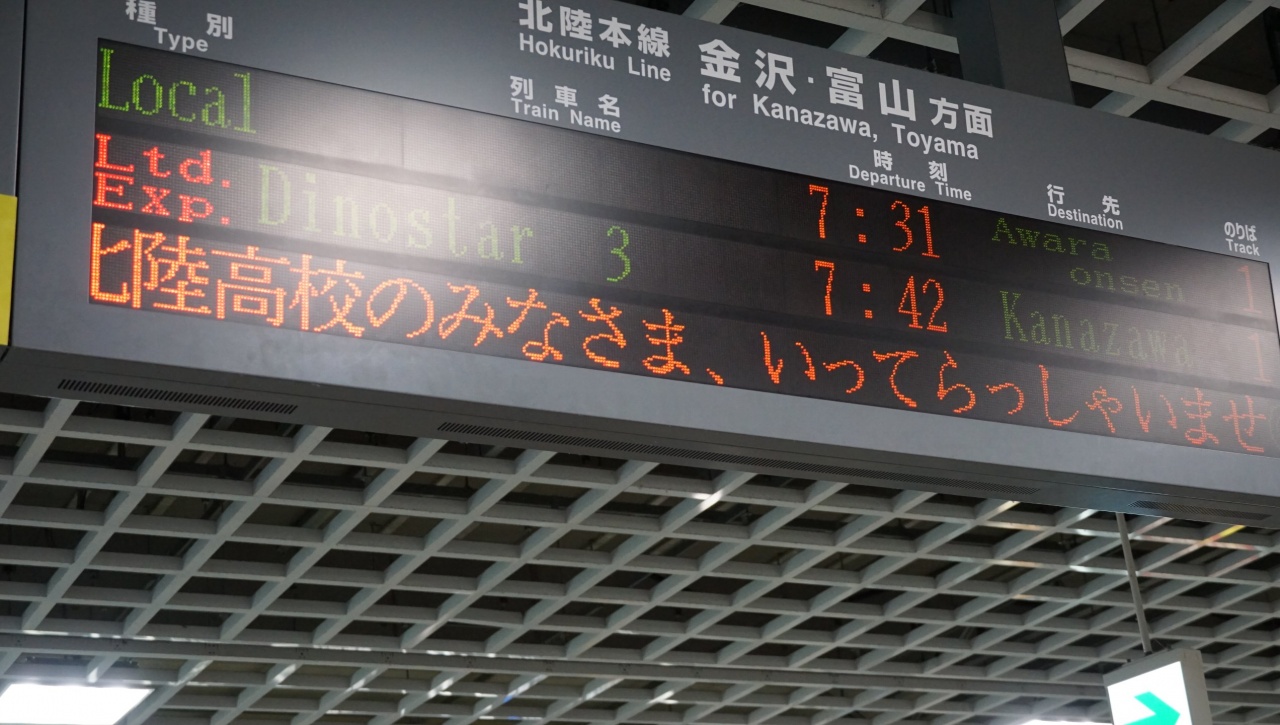 種別
Type
北陸本線
Hokuriku Line
金沢・富山方面
for Kanazawa, Toyama
列車名
Train Name
時刻
Departure Time
行先
Destination
のりば
Track
Local 7:31 Awara onsen 1
Ltd. Exp. Dinostar 3 7:42 Kanazawa 1
北陸高校のみなさま、いってらっしゃいませ